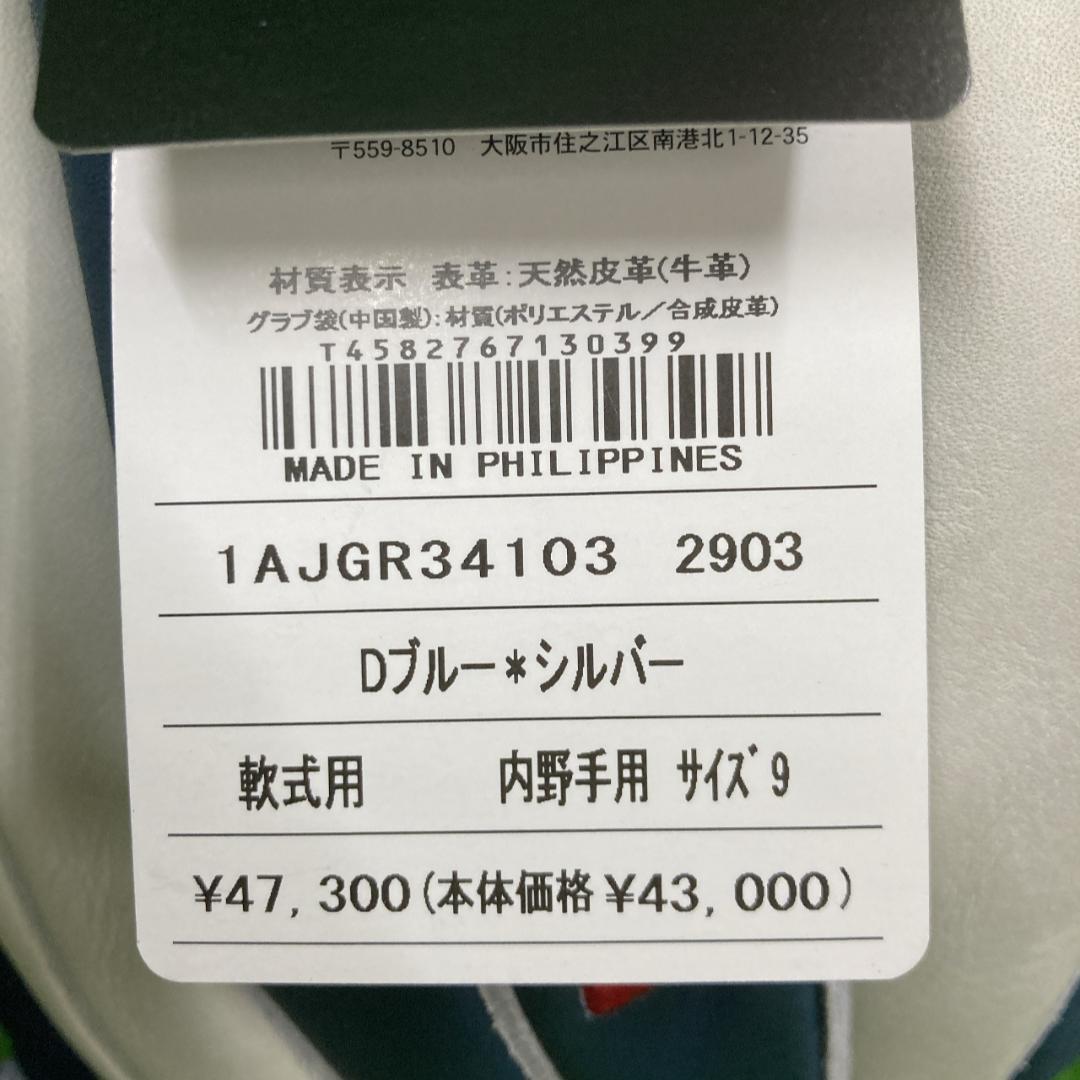 〒559-8510 大阪市住之江区南港北1-12-35
材質表示 表革:天然皮革(牛革)
グラブ袋(中国製):材質(ポリエステル/合成皮革)
T4582767130399
MADE IN PHILIPPINES
1AJGR34103 2903
Dブルー*シルバー
軟式用 内野手用 サイズ9
¥47,300(本体価格¥43,000)